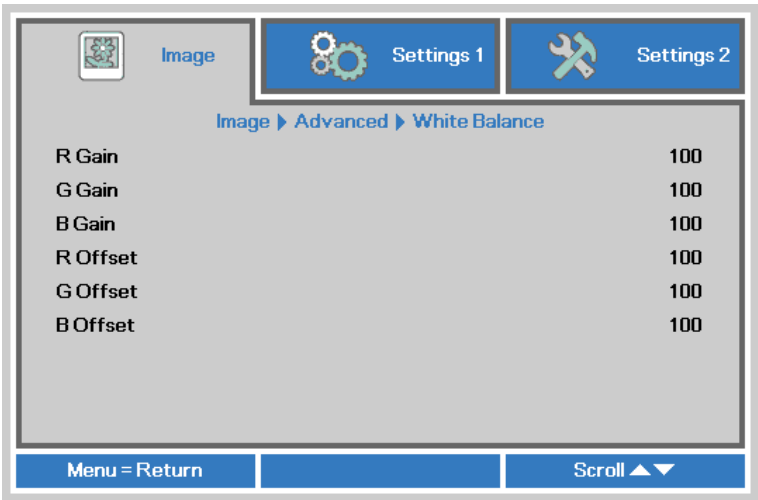 Image
Settings 1
Settings 2
Image ▶ Advanced ▶ White Balance
R Gain 100
G Gain 100
B Gain 100
R Offset 100
G Offset 100
B Offset 100
Menu = Return
Scroll ▲▼